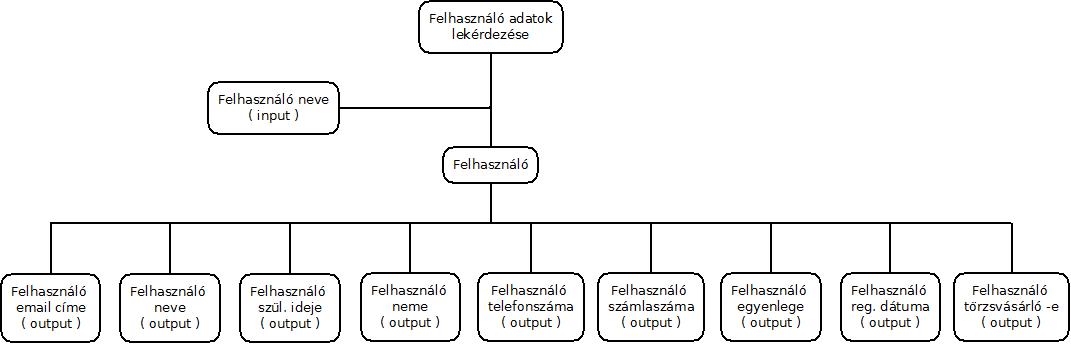 Felhasználó adatok
lekérdezése
Felhasználó neve
( input )
Felhasználó
Felhasználó
email címe
( output )
Felhasználó
neve
( output )
Felhasználó
szül. ideje
( output )
Felhasználó
neme
( output )
Felhasználó
telefonszáma
( output )
Felhasználó
számlaszáma
( output )
Felhasználó
egyenlege
( output )
Felhasználó
reg. dátuma
( output )
Felhasználó
törzsvásárló -e
( output )